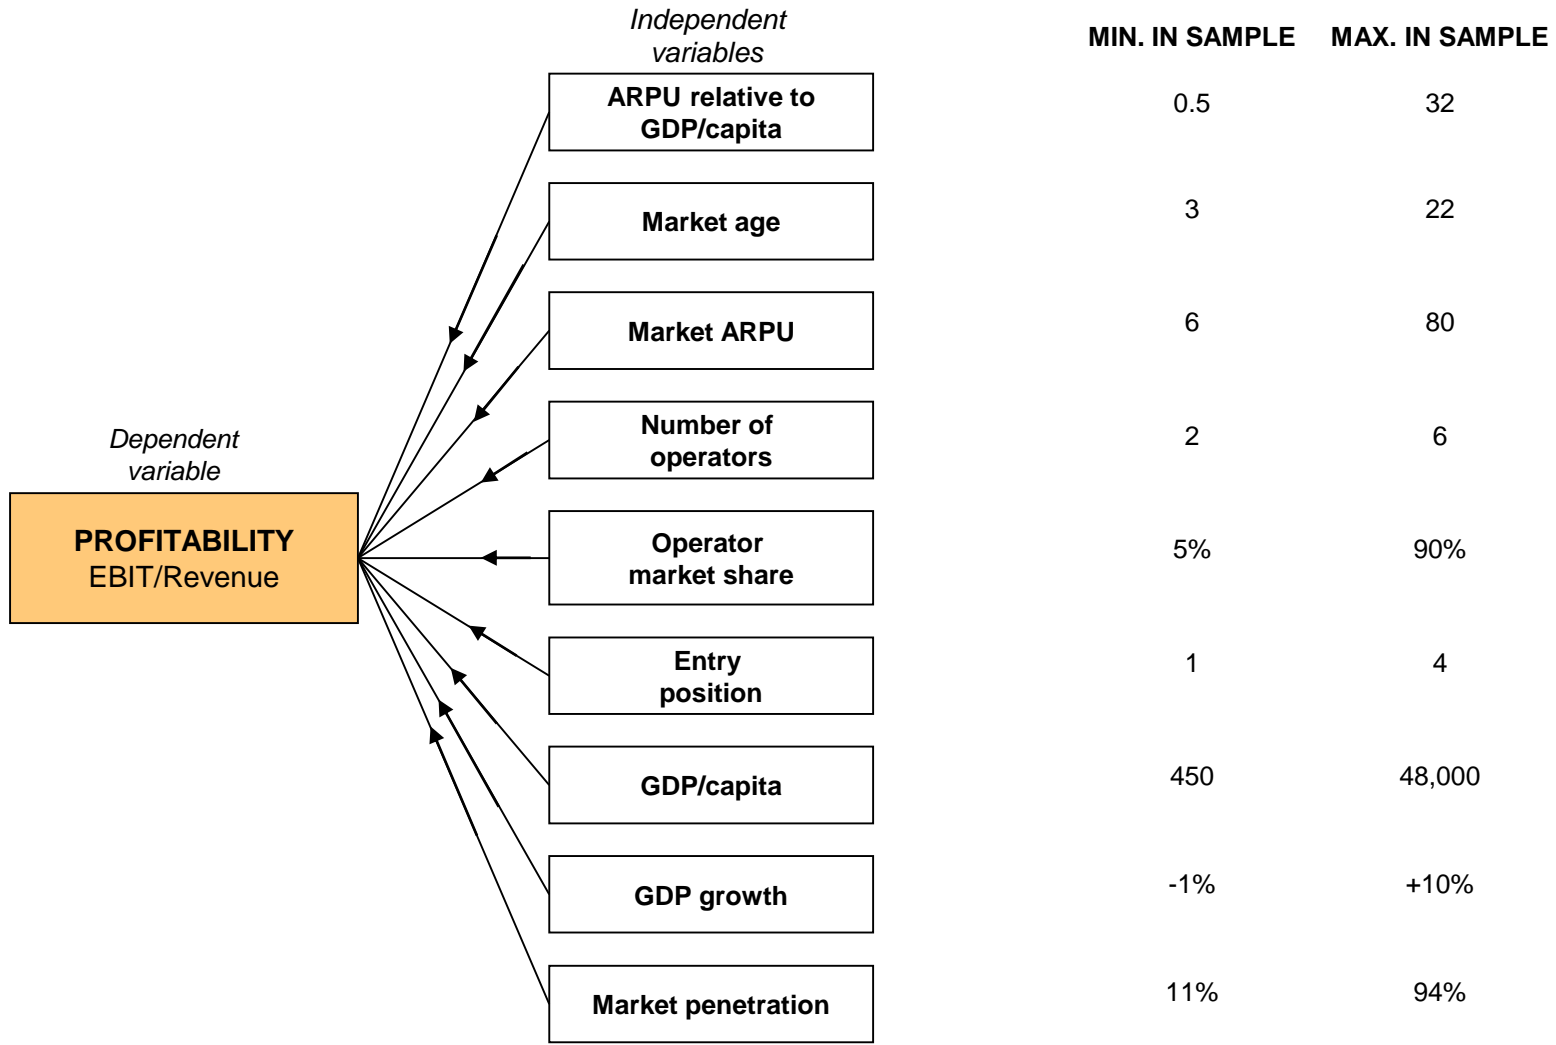 Independent
variables
MIN. IN SAMPLE
MAX. IN SAMPLE
ARPU relative to
GDP/capita
0.5
32
Market age
3
22
Market ARPU
6
80
Number of
operators
2
6
Dependent
variable
PROFITABILITY
EBIT/Revenue
Operator
market share
5%
90%
Entry
position
1
4
GDP/capita
450
48,000
GDP growth
-1%
+10%
Market penetration
11%
94%